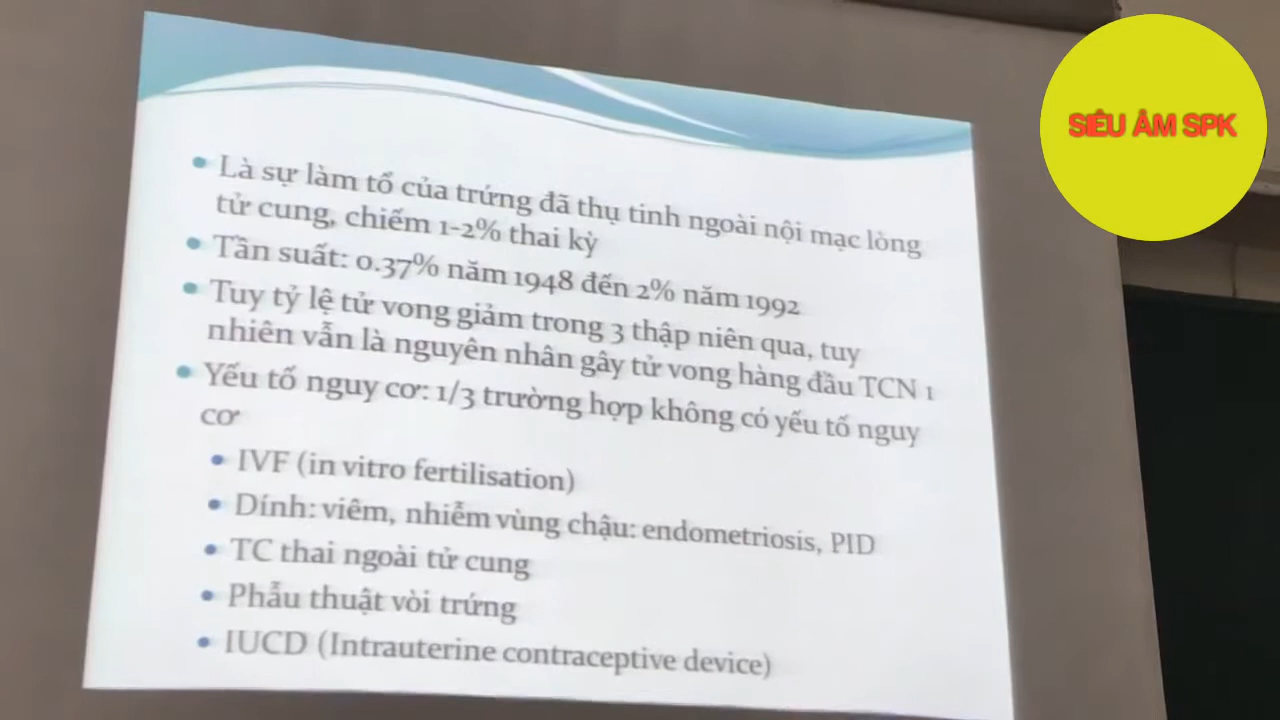 SIÊU ÂM SPK
Là sự làm tổ của trứng đã thụ tinh ngoài nội mạc lòng
tử cung, chiếm 1-2% thai kỳ
Tần suất: 0.37% năm 1948 đến 2% năm 1992
Tuy tỷ lệ tử vong giảm trong 3 thập niên qua, tuy
nhiên vẫn là nguyên nhân gây tử vong hàng đầu TCN 1
Yếu tố nguy cơ: 1/3 trường hợp không có yếu tố nguy
cơ
IVF (in vitro fertilisation)
Dính: viêm, nhiễm vùng chậu: endometriosis, PID
TC thai ngoài tử cung
Phẫu thuật vòi trứng
IUCD (Intrauterine contraceptive device)